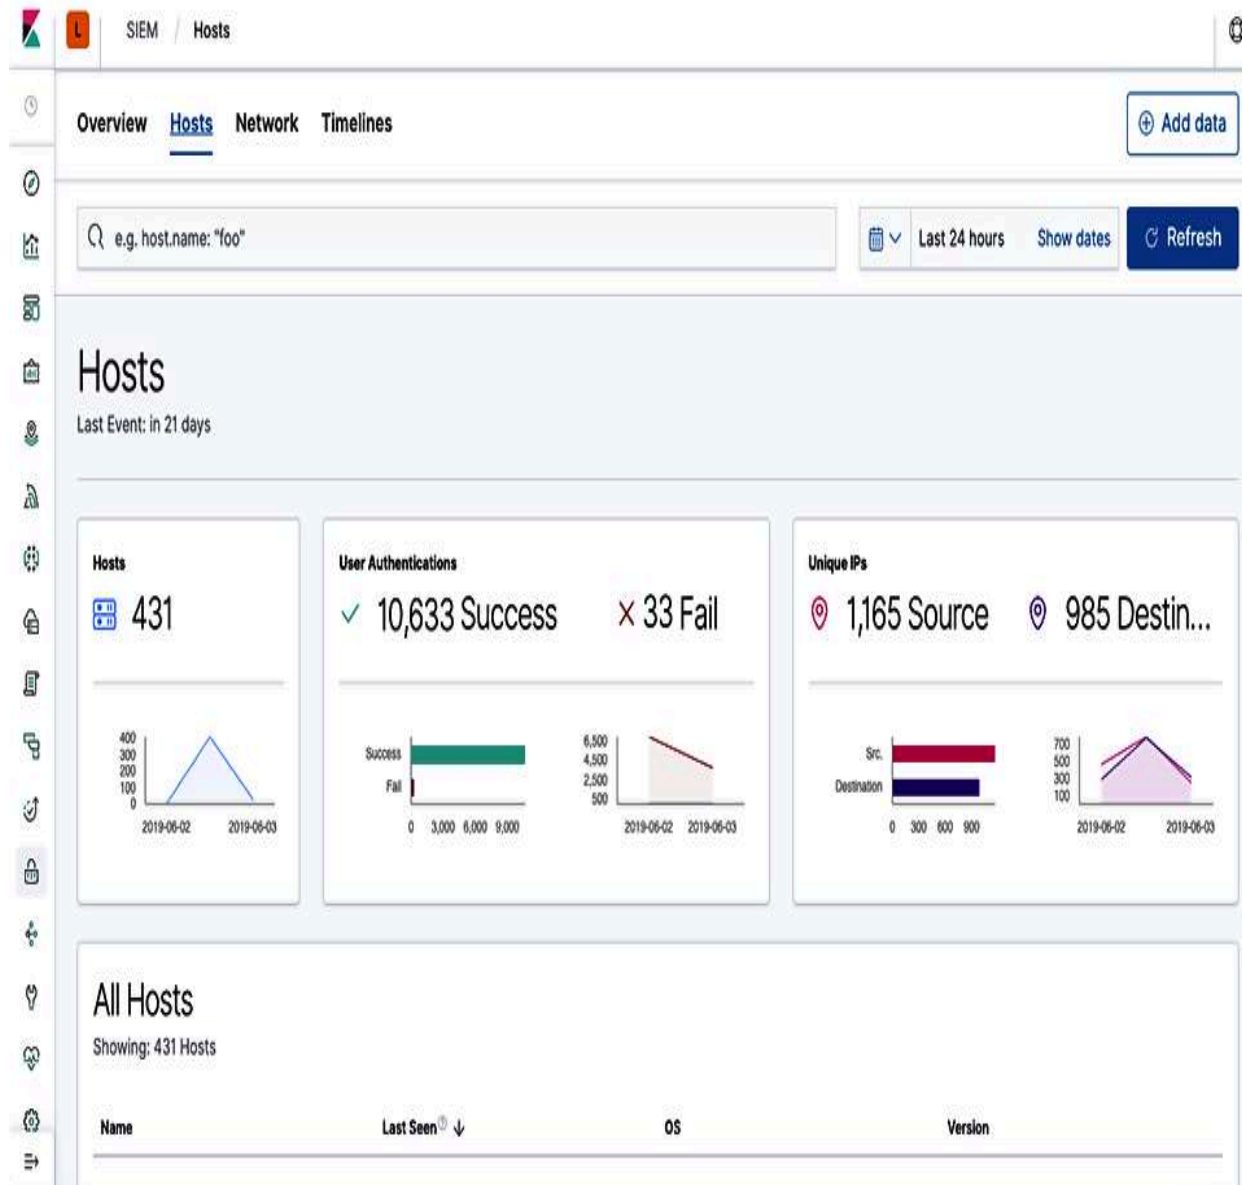 L SIEM / Hosts
Overview Hosts Network Timelines
Add data
e.g. host.name: "foo"
Last 24 hours Show dates
Refresh
Hosts
Last Event: in 21 days
Hosts
431
400
300
200
100
0
2019-06-02 2019-06-03
User Authentications
10,633 Success 33 Fail
Success
Fail
0 3,000 6,000 9,000
6,500
4,500
2,500
500
2019-06-02 2019-06-03
Unique IPs
1,165 Source 985 Destin...
Src.
Destination
0 300 600 900
700
500
300
100
2019-06-02 2019-06-03
All Hosts
Showing: 431 Hosts
Name Last Seen OS Version